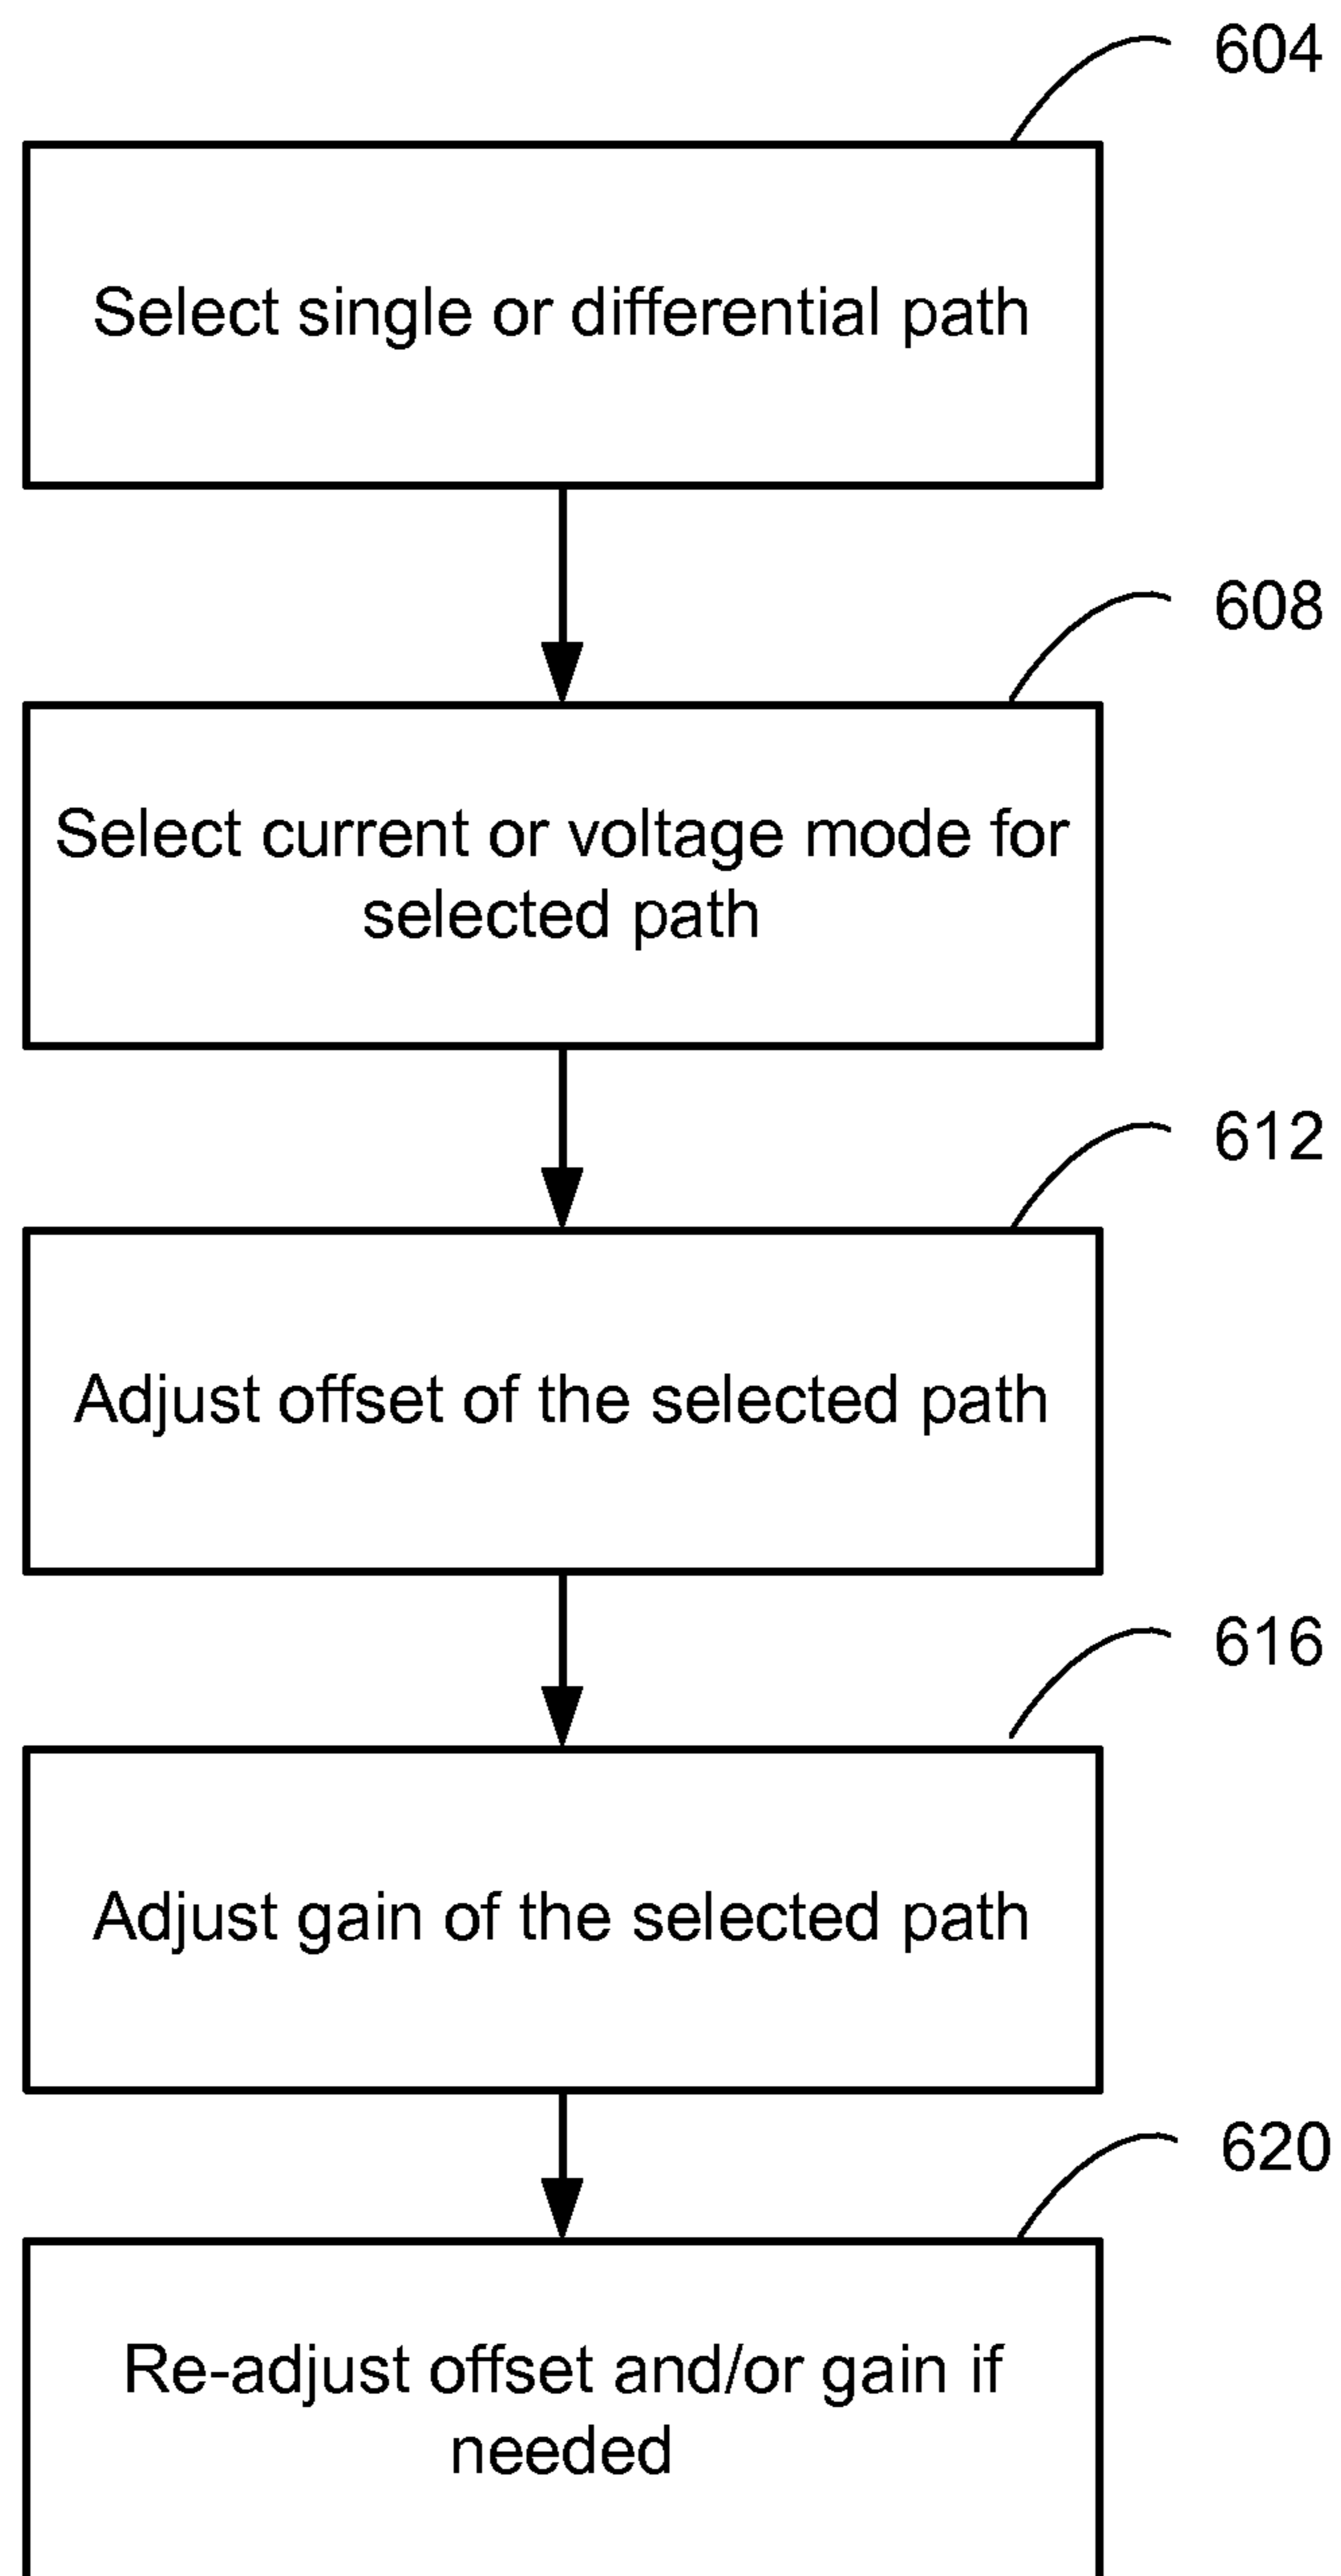 604
Select single or differential path
608
Select current or voltage mode for
selected path
612
Adjust offset of the selected path
616
Adjust gain of the selected path
620
Re-adjust offset and/or gain if
needed